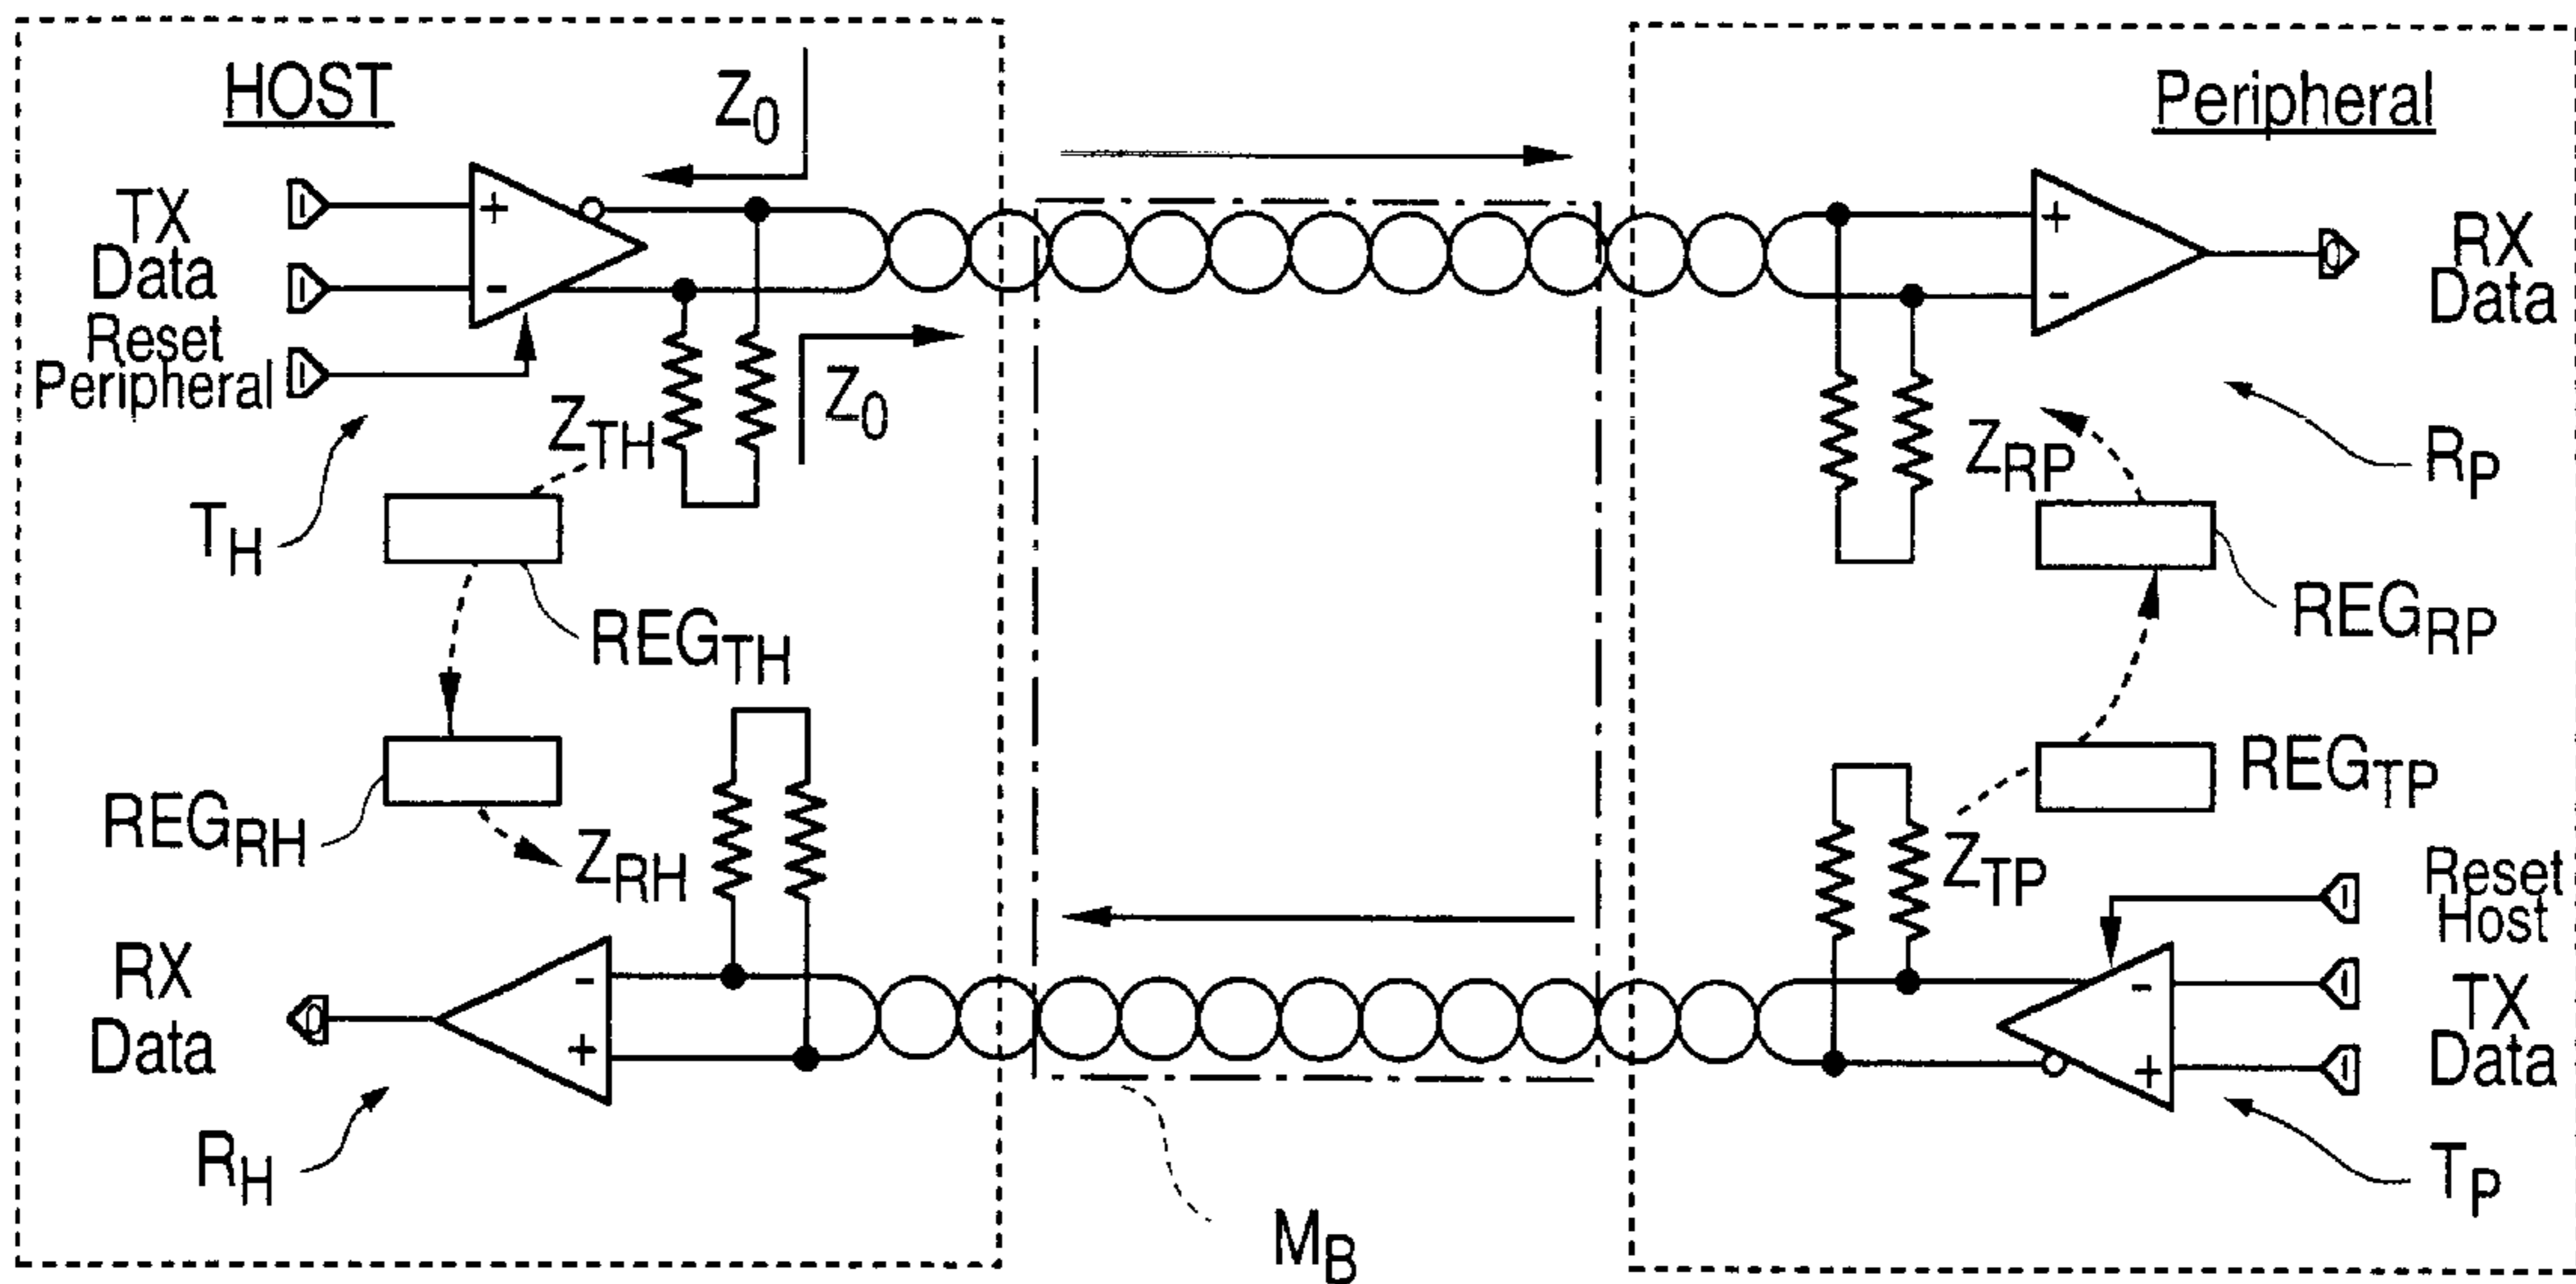 HOST
Z0
Peripheral
TX
Data
+
-
Reset
Peripheral
I
I
I
ZTH
Z0
TH
REGTH
REGRH
ZRH
RX
Data
O
-
+
RH
MB
+
-
O
RX
Data
ZRP
RP
REGRP
REGTP
ZTP
Reset
Host
I
I
I
TX
Data
-
+
TP